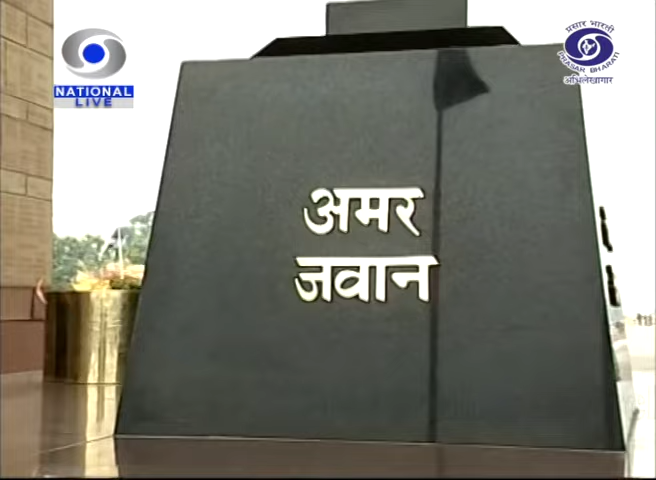 NATIONAL
LIVE
प्रसार भारती
PRASAR BHARATI
अभिलेखागार
अमर
जवान